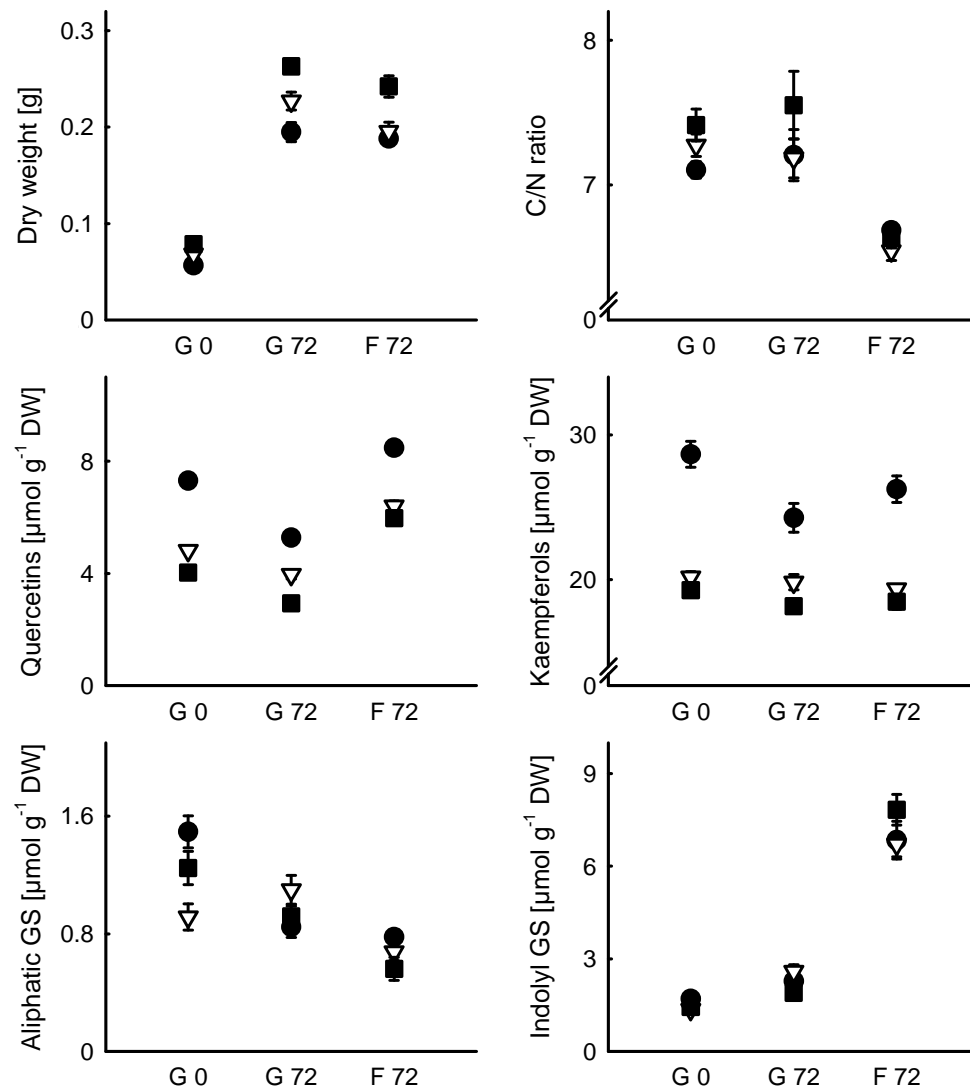 Dry weight [g]
0.3
0.2
0.1
0
G 0 G 72 F 72
C/N ratio
8
7
0
G 0 G 72 F 72
Quercetins [µmol g⁻¹ DW]
8
4
0
G 0 G 72 F 72
Kaempferols [µmol g⁻¹ DW]
30
20
0
G 0 G 72 F 72
Aliphatic GS [µmol g⁻¹ DW]
1.6
0.8
0
G 0 G 72 F 72
Indolyl GS [µmol g⁻¹ DW]
9
6
3
0
G 0 G 72 F 72